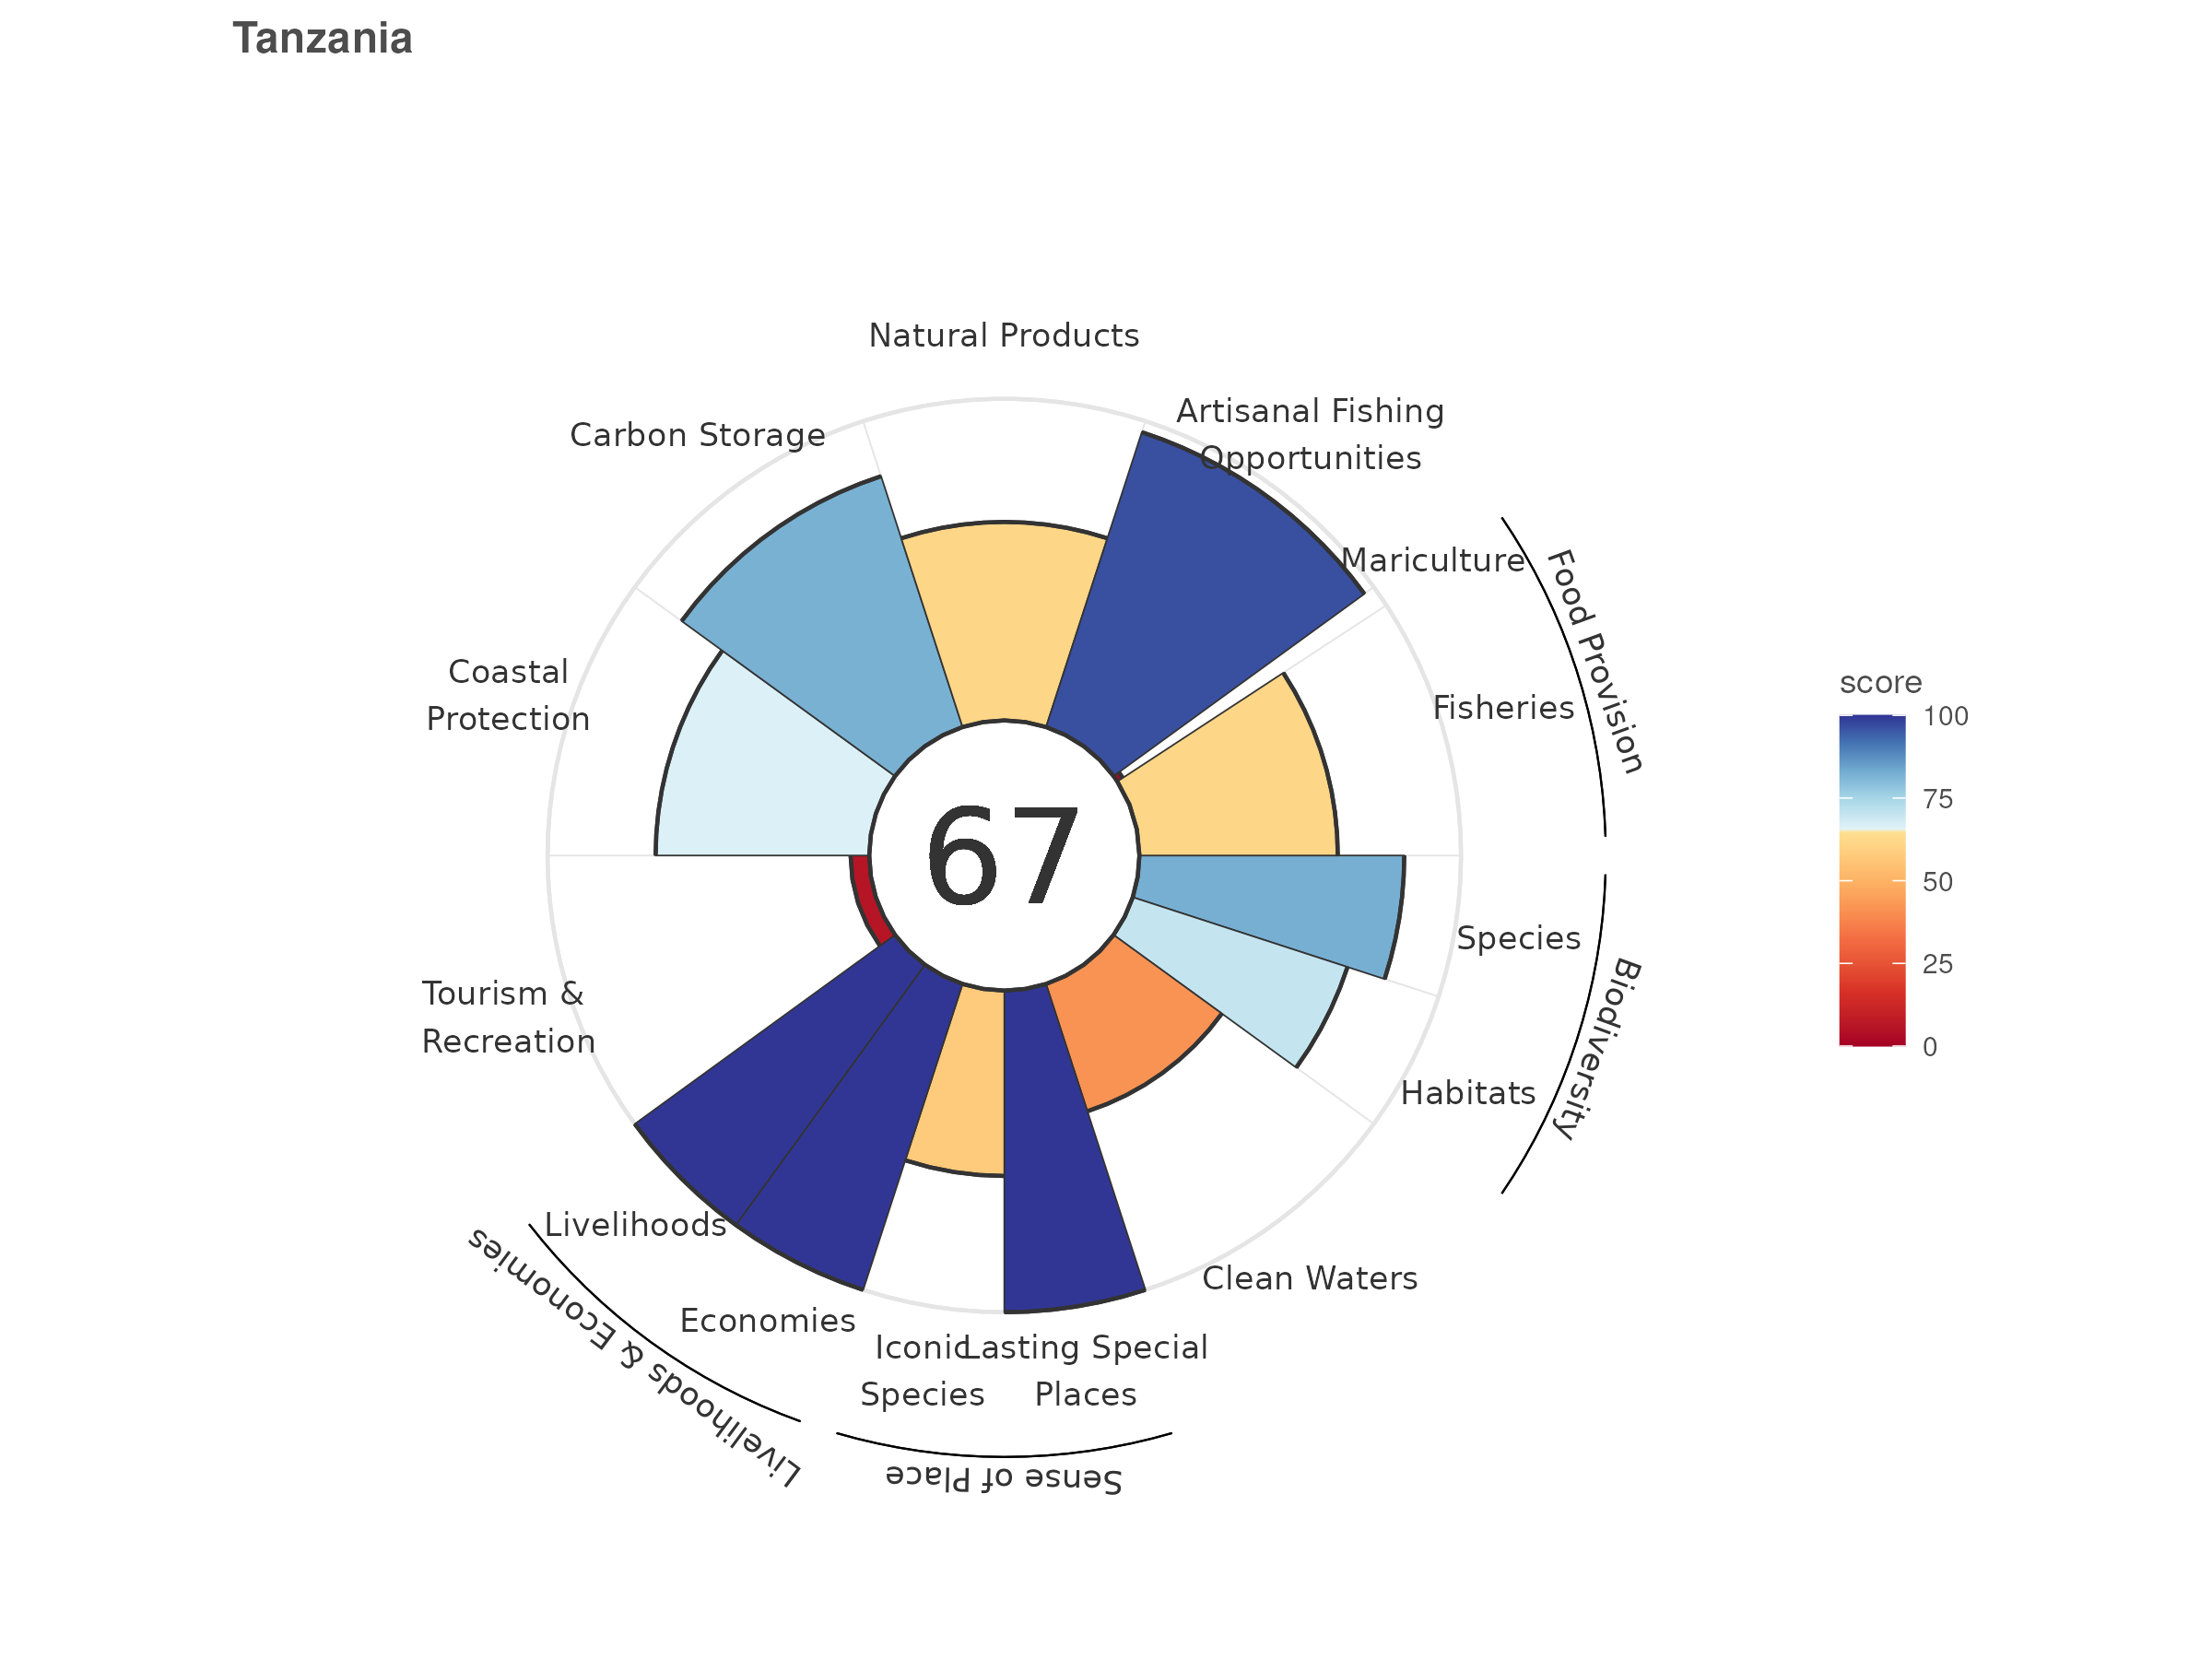 Tanzania
Natural Products
Artisanal Fishing
Opportunities
Carbon Storage
Mariculture
Food Provision
Coastal
Protection
Fisheries
score
100
75
50
25
0
67
Species
Biodiversity
Tourism &
Recreation
Habitats
Livelihoods
Clean Waters
Livelihoods & Economies
Economies
Iconic
Species
Lasting Special
Places
Sense of Place